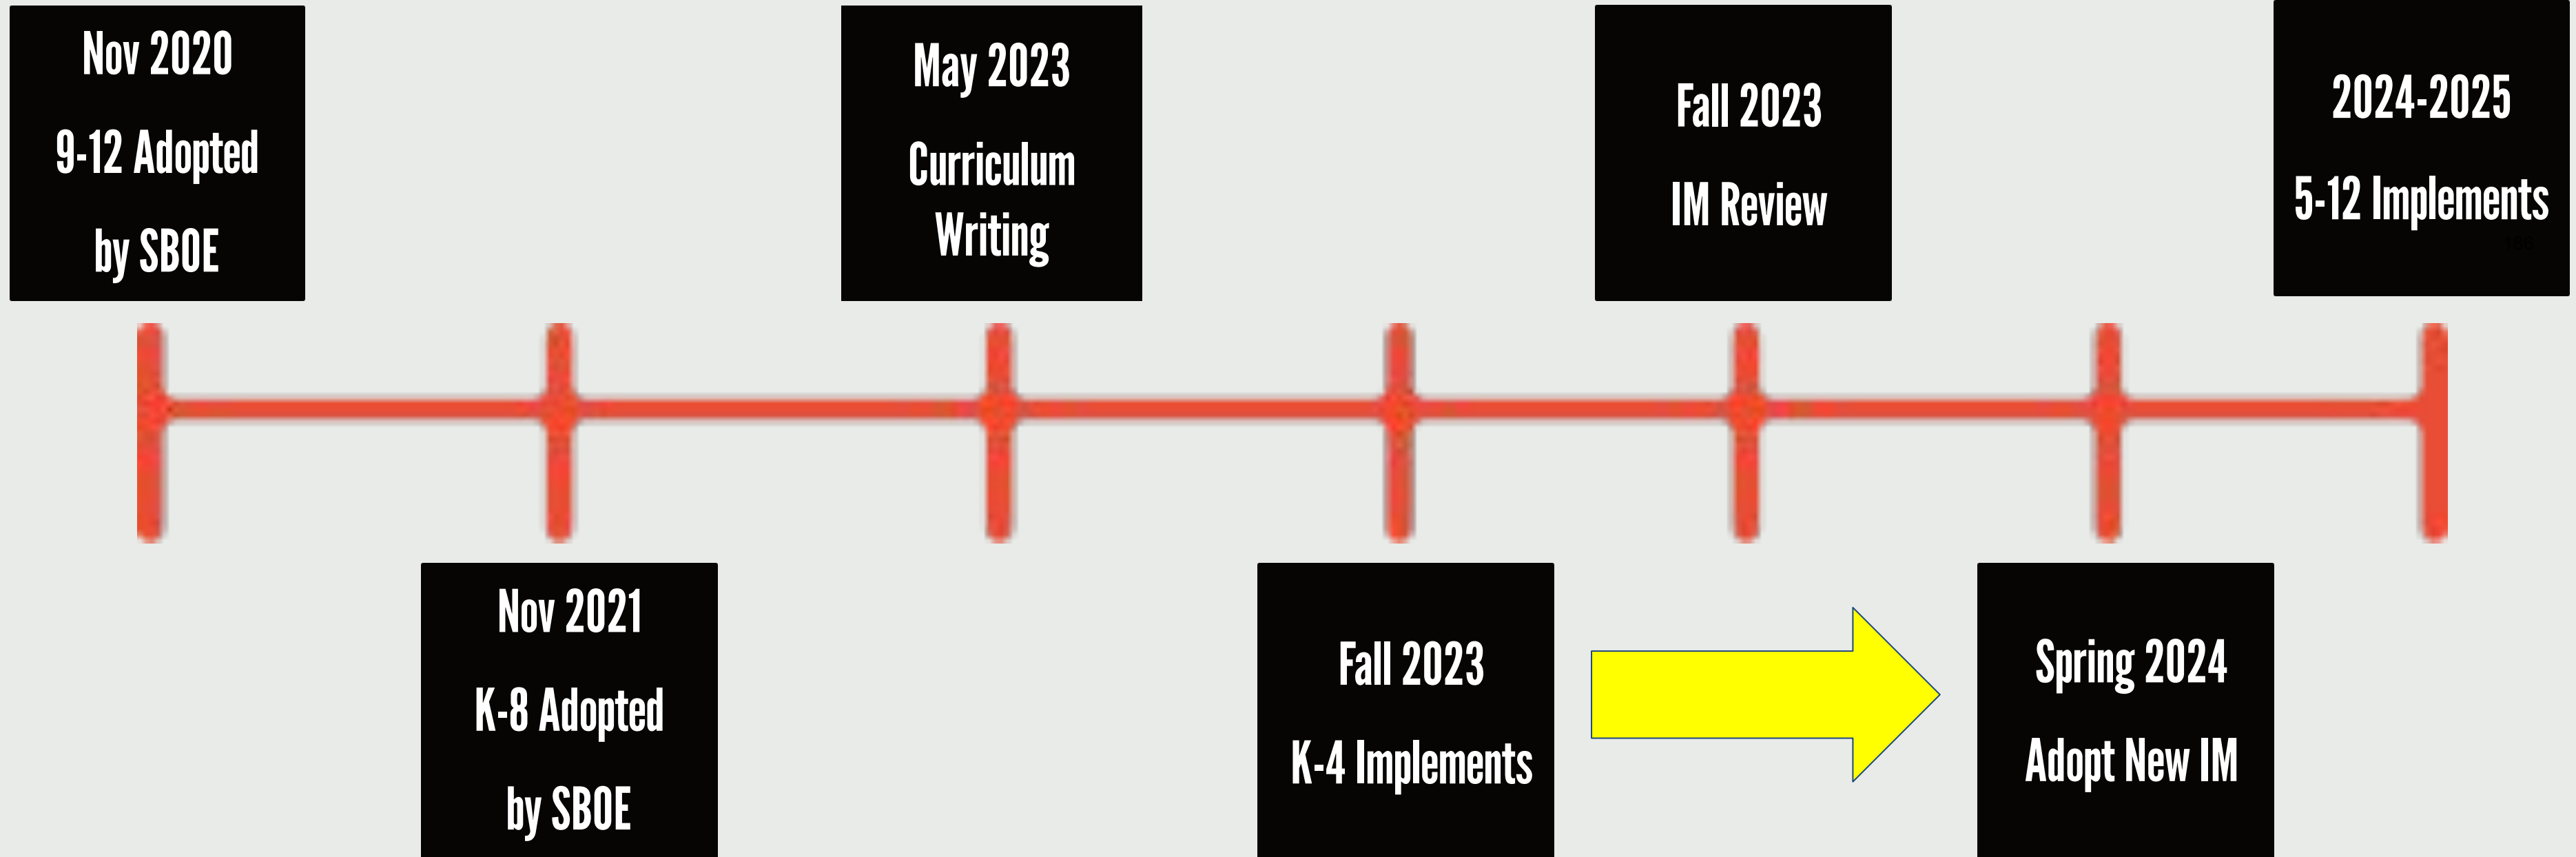 Nov 2020
9-12 Adopted
by SBOE
Nov 2021
K-8 Adopted
by SBOE
May 2023
Curriculum
Writing
Fall 2023
K-4 Implements
Fall 2023
IM Review
Spring 2024
Adopt New IM
2024-2025
5-12 Implements